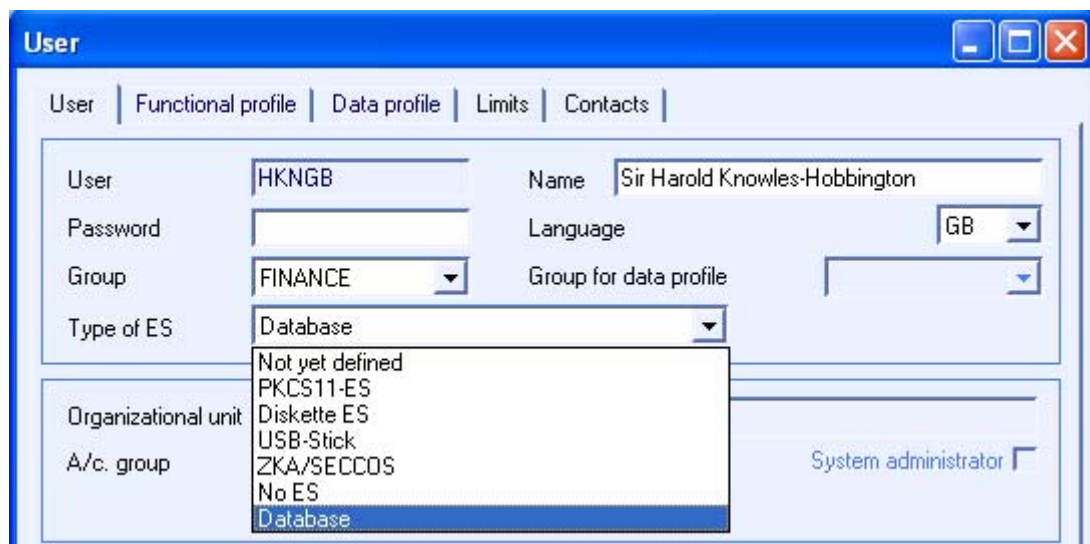 User
User Functional profile Data profile Limits Contacts
User HKNGB Name Sir Harold Knowles-Hobbington
Password Language GB
Group FINANCE Group for data profile
Type of ES Database
Not yet defined
PKCS11-ES
Organizational unit Diskette ES
USB-Stick
A/c. group ZKA/SECCOS System administrator
No ES
Database